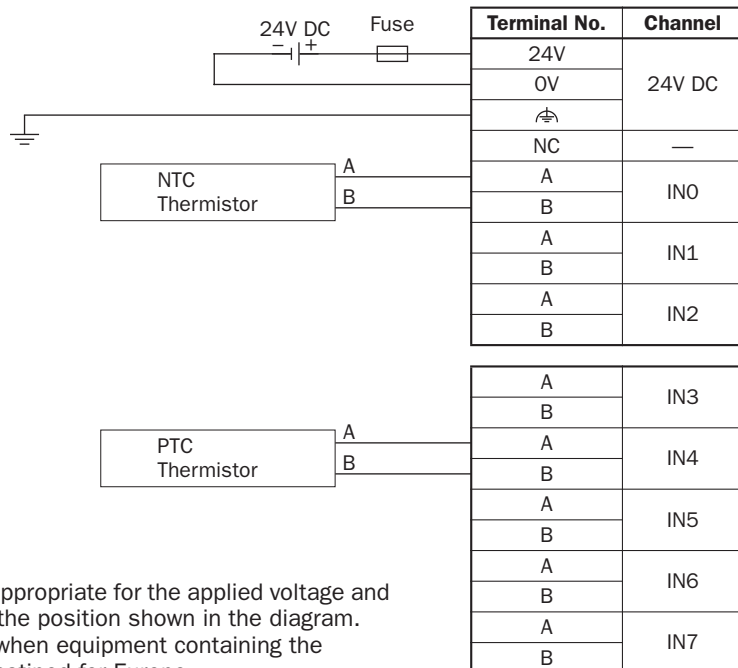 24V DC
Fuse
− +
Terminal No. Channel
24V
0V
24V DC
NC —
NTC
Thermistor
A
B
A
B
IN0
A
B
IN1
A
B
IN2
A
B
IN3
PTC
Thermistor
A
B
A
B
IN4
A
B
IN5
A
B
IN6
A
B
IN7
ppropriate for the applied voltage and
the position shown in the diagram.
when equipment containing the
for Europe